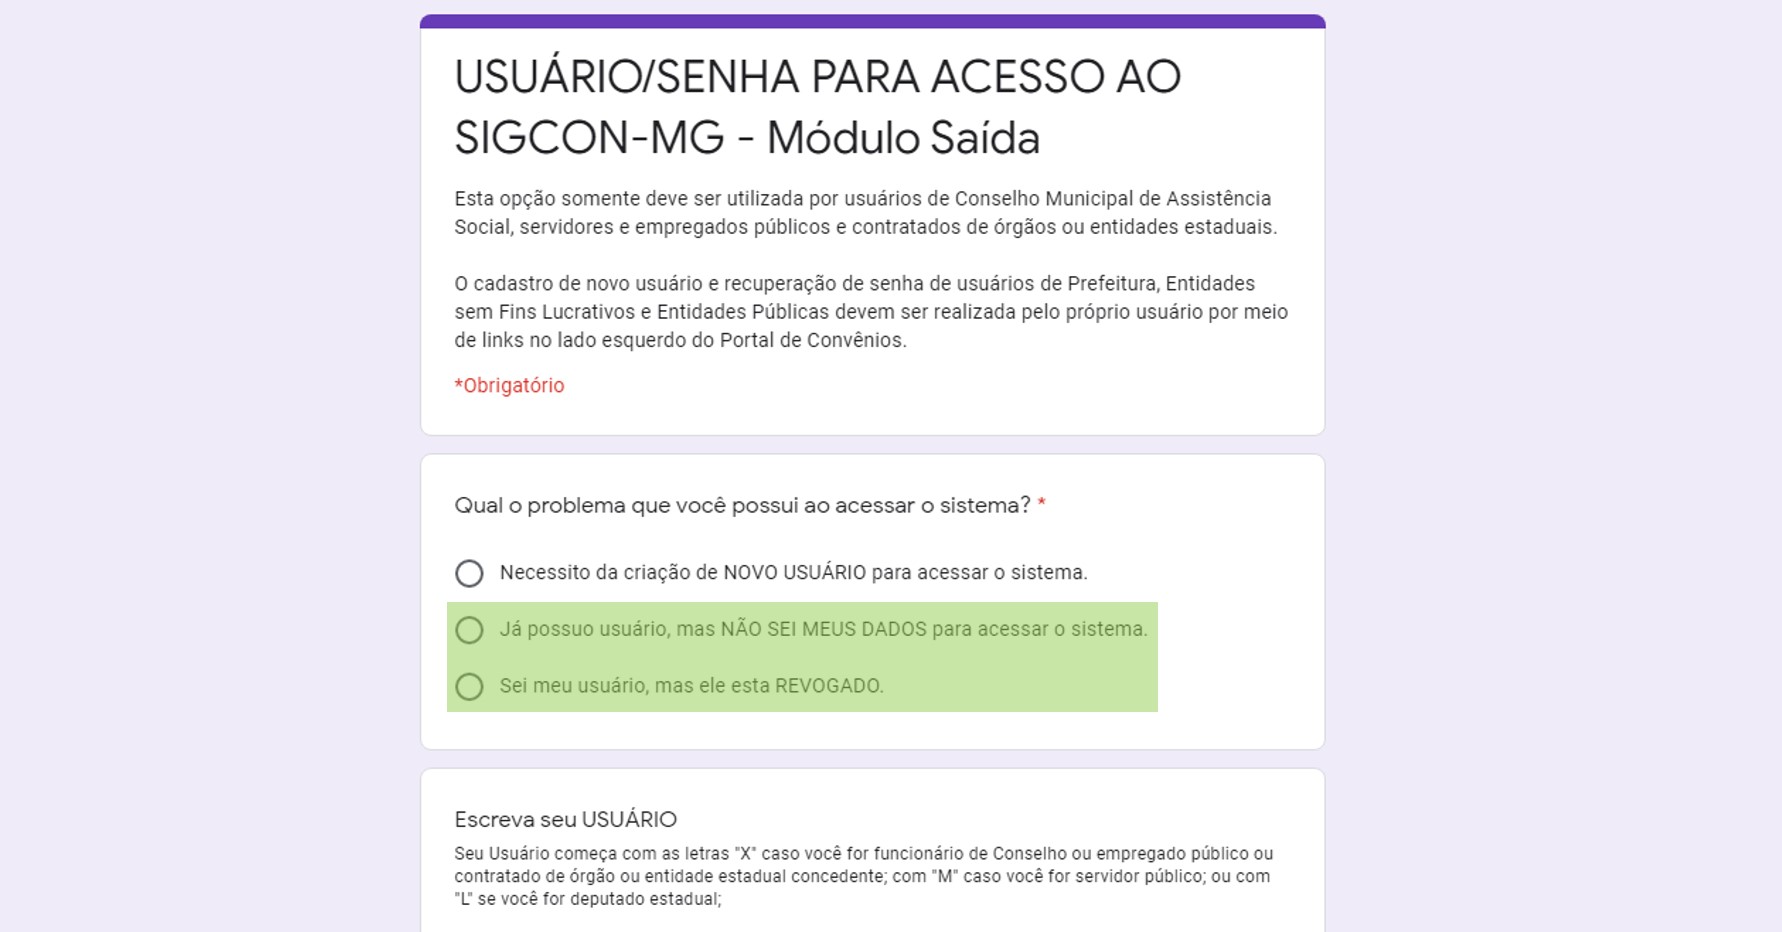 USUÁRIO/SENHA PARA ACESSO AO
SIGCON-MG - Módulo Saída
Esta opção somente deve ser utilizada por usuários de Conselho Municipal de Assistência
Social, servidores e empregados públicos e contratados de órgãos ou entidades estaduais.
O cadastro de novo usuário e recuperação de senha de usuários de Prefeitura, Entidades
sem Fins Lucrativos e Entidades Públicas devem ser realizada pelo próprio usuário por meio
de links no lado esquerdo do Portal de Convênios.
*Obrigatório
Qual o problema que você possui ao acessar o sistema? *
Necessito da criação de NOVO USUÁRIO para acessar o sistema.
Já possuo usuário, mas NÃO SEI MEUS DADOS para acessar o sistema.
Sei meu usuário, mas ele esta REVOGADO.
Escreva seu USUÁRIO
Seu Usuário começa com as letras "X" caso você for funcionário de Conselho ou empregado público ou
contratado de órgão ou entidade estadual concedente; com "M" caso você for servidor público; ou com
"L" se você for deputado estadual;